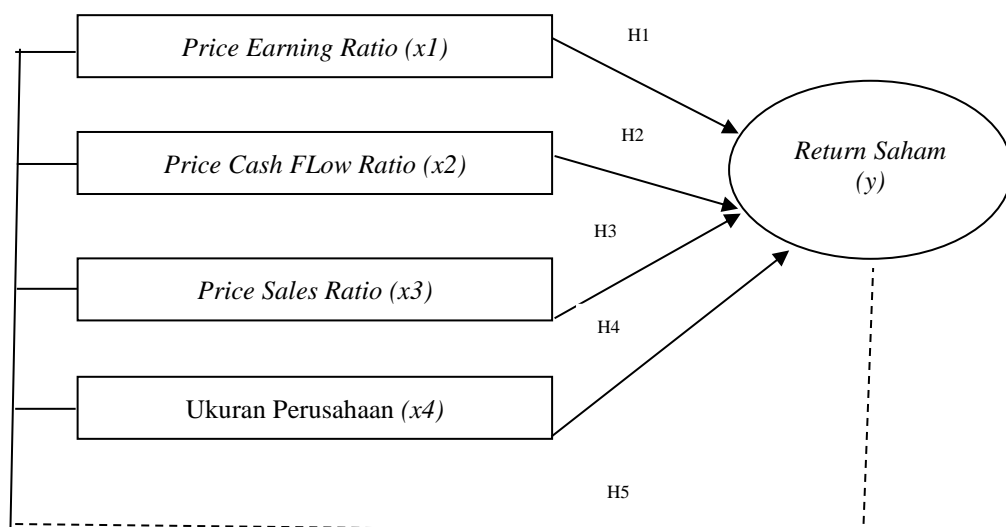 Price Earning Ratio (x1)
H1
H2
Price Cash FLow Ratio (x2)
Return Saham
(y)
H3
Price Sales Ratio (x3)
H4
Ukuran Perusahaan (x4)
H5